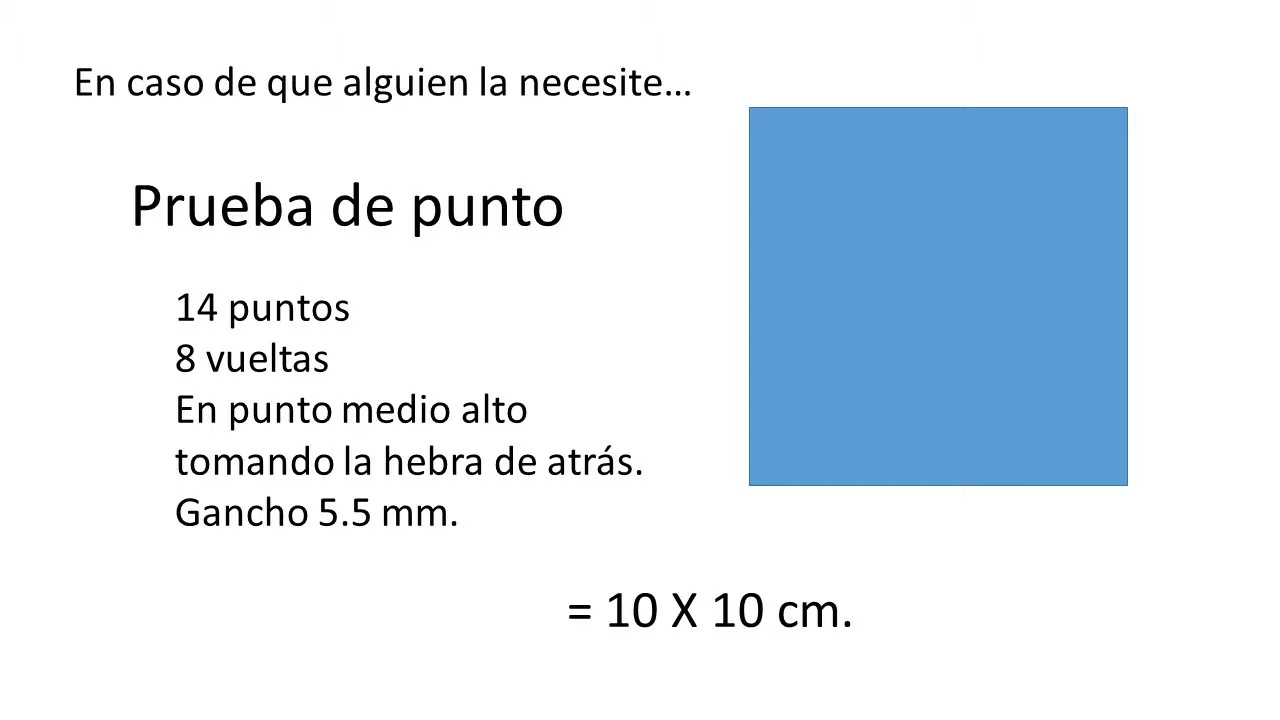 En caso de que alguien la necesite...
Prueba de punto
14 puntos
8 vueltas
En punto medio alto
tomando la hebra de atrás.
Gancho 5.5 mm.
= 10 X 10 cm.